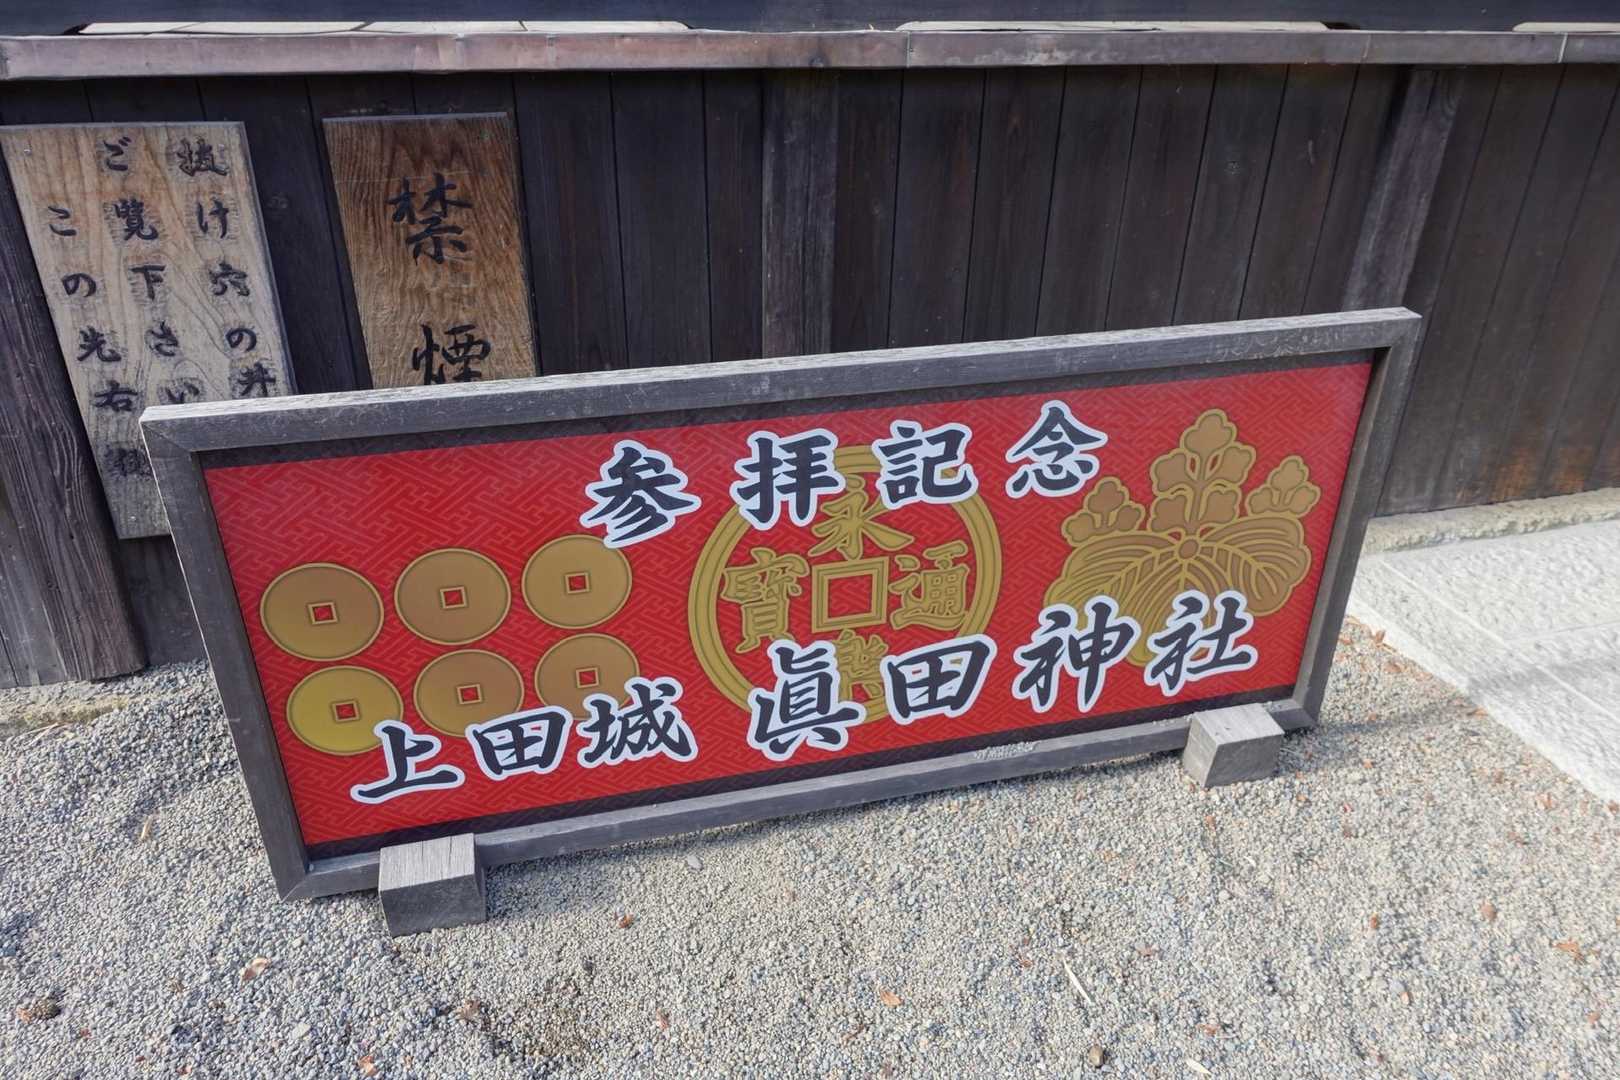 参拝記念
上田城 眞田神社
永
寳 通
禁煙
抜け穴の井
ご覧下さい
この先右